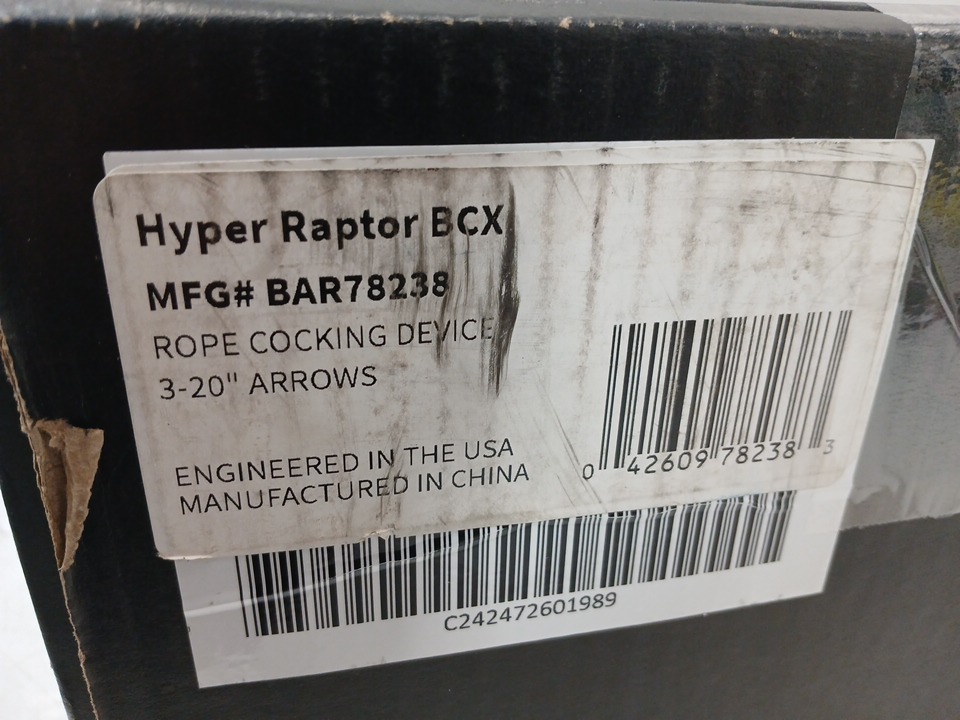 Hyper Raptor BCX
MFG# BAR78238
ROPE COCKING DEVICE
3-20" ARROWS
ENGINEERED IN THE USA
MANUFACTURED IN CHINA
0 42609 78238 3
C242472601989